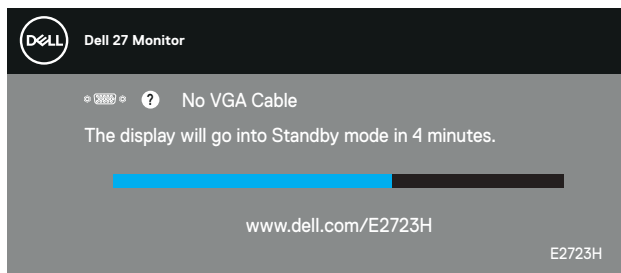 DELL
Dell 27 Monitor
? No VGA Cable
The display will go into Standby mode in 4 minutes.
www.dell.com/E2723H
E2723H